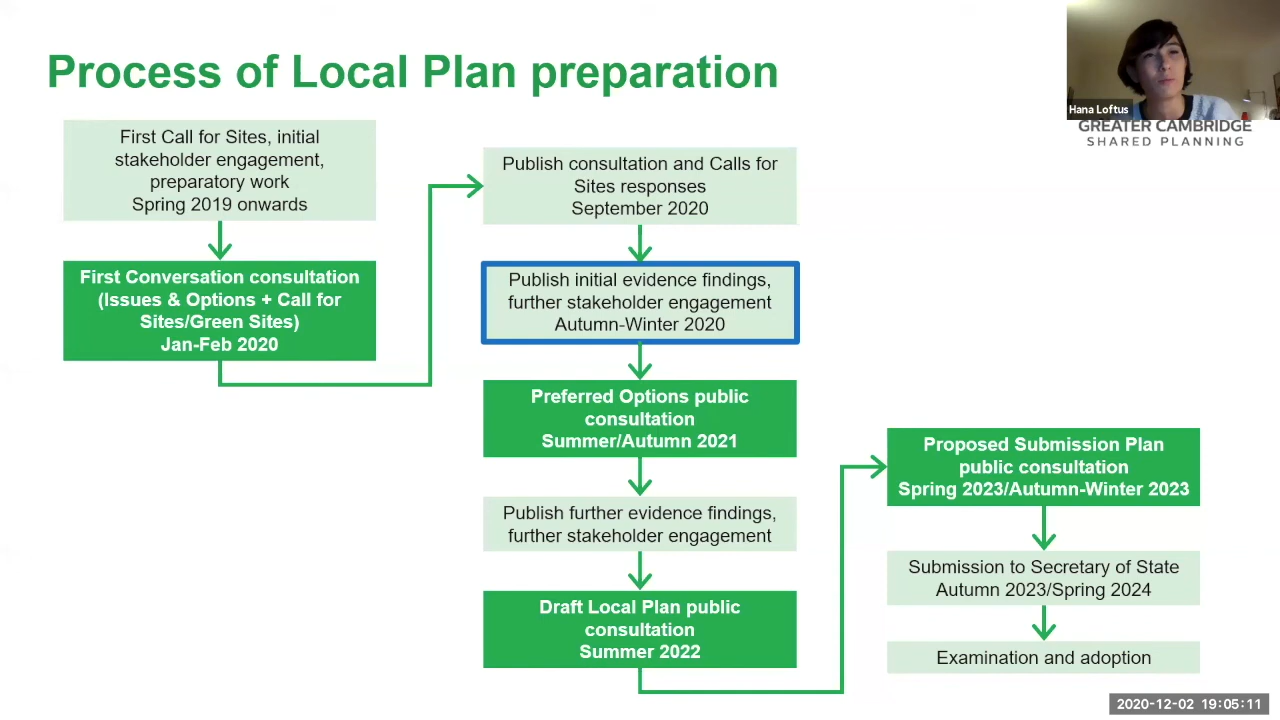 Process of Local Plan preparation
Hana Loftus
GREATER CAMBRIDGE
SHARED PLANNING
First Call for Sites, initial
stakeholder engagement,
preparatory work
Spring 2019 onwards
First Conversation consultation
(Issues & Options + Call for
Sites/Green Sites)
Jan-Feb 2020
Publish consultation and Calls for
Sites responses
September 2020
Publish initial evidence findings,
further stakeholder engagement
Autumn-Winter 2020
Preferred Options public
consultation
Summer/Autumn 2021
Publish further evidence findings,
further stakeholder engagement
Draft Local Plan public
consultation
Summer 2022
Proposed Submission Plan
public consultation
Spring 2023/Autumn-Winter 2023
Submission to Secretary of State
Autumn 2023/Spring 2024
Examination and adoption
2020-12-02 19:05:11